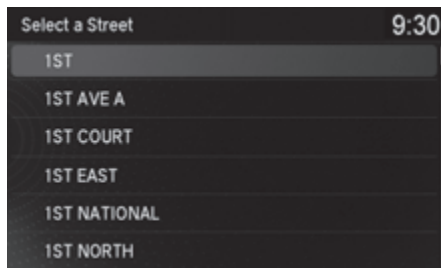 Select a Street 9:30
1ST
1ST AVE A
1ST COURT
1ST EAST
1ST NATIONAL
1ST NORTH